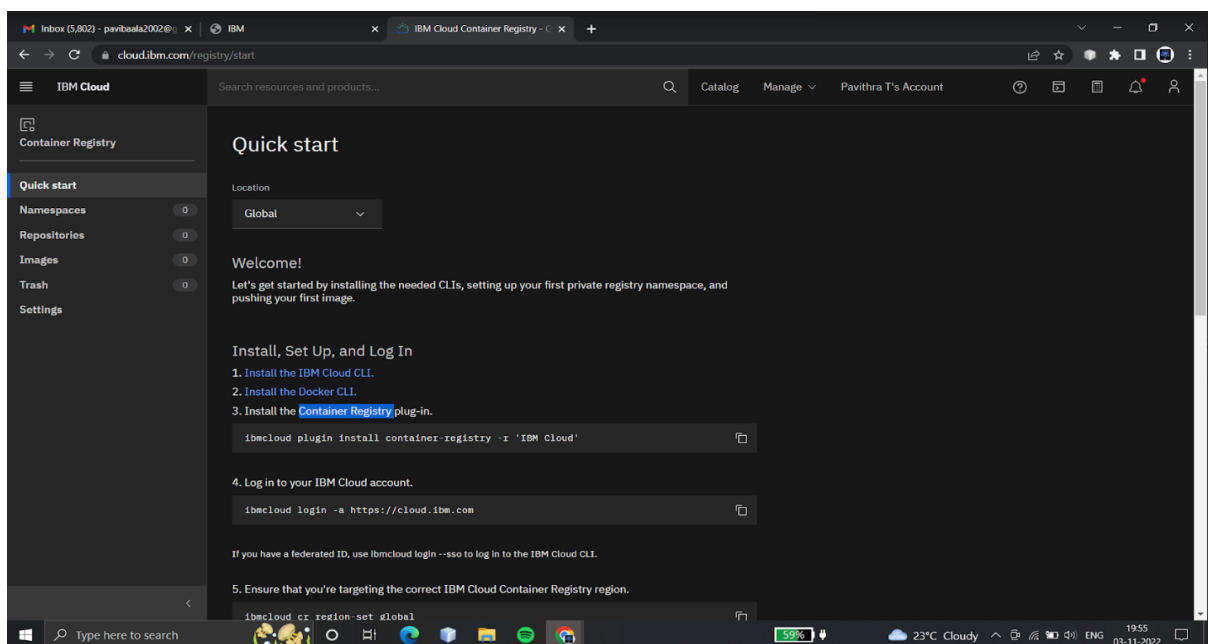 Inbox (5,802) - pavibaala2002@g
IBM
IBM Cloud Container Registry - C
cloud.ibm.com/registry/start
IBM Cloud
Search resources and products...
Catalog
Manage
Pavithra T's Account
Container Registry
Quick start
Namespaces 0
Repositories 0
Images 0
Trash 0
Settings
Quick start
Location
Global
Welcome!
Let's get started by installing the needed CLIs, setting up your first private registry namespace, and
pushing your first image.
Install, Set Up, and Log In
1. Install the IBM Cloud CLI.
2. Install the Docker CLI.
3. Install the Container Registry plug-in.
ibmcloud plugin install container-registry -r 'IBM Cloud'
4. Log in to your IBM Cloud account.
ibmcloud login -a https://cloud.ibm.com
If you have a federated ID, use ibmcloud login --sso to log in to the IBM Cloud CLI.
5. Ensure that you're targeting the correct IBM Cloud Container Registry region.
ibmcloud cr region-set global
Type here to search
59%
23°C Cloudy
ENG
19:55
03-11-2022